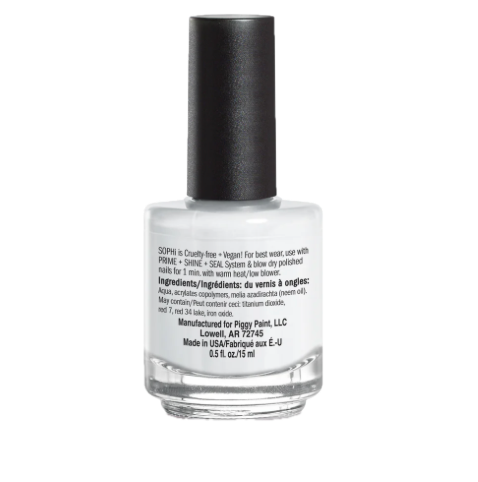 SOPHi is Cruelty-free + Vegan! For best wear, use with
PRIME + SHINE + SEAL System & blow dry polished
nails for 1 min. with warm heat/low blower.
Ingredients/Ingrédients: du vernis à ongles:
Aqua, acrylates copolymers, melia azadirachta (neem oil).
May contain/Peut contenir ceci: titanium dioxide,
red 7, red 34 lake, iron oxide.
Manufactured for Piggy Paint, LLC
Lowell, AR 72745
Made in USA/Fabriqué aux É.-U
0.5 fl. oz/15 ml